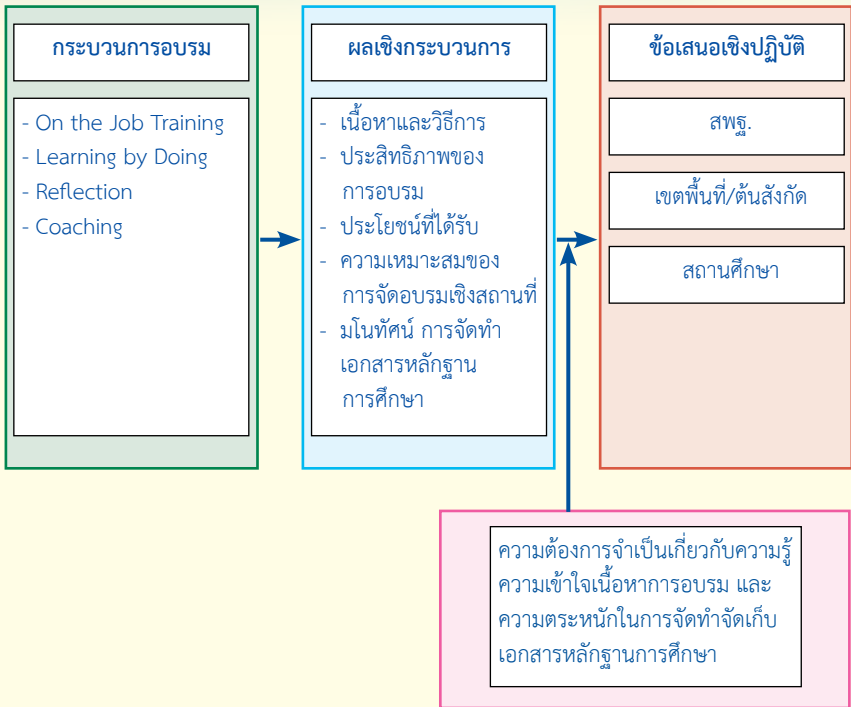 กระบวนการอบรม
- On the Job Training
- Learning by Doing
- Reflection
- Coaching
ผลเชิงกระบวนการ
- เนื้อหาและวิธีการ
- ประสิทธิภาพของ
การอบรม
- ประโยชน์ที่ได้รับ
- ความเหมาะสมของ
การจัดอบรมเชิงสถานที่
- มโนทัศน์ การจัดทำ
เอกสารหลักฐาน
การศึกษา
ข้อเสนอเชิงปฏิบัติ
สพฐ.
เขตพื้นที่/ต้นสังกัด
สถานศึกษา
ความต้องการจำเป็นเกี่ยวกับความรู้
ความเข้าใจเนื้อหาการอบรม และ
ความตระหนักในการจัดทำจัดเก็บ
เอกสารหลักฐานการศึกษา